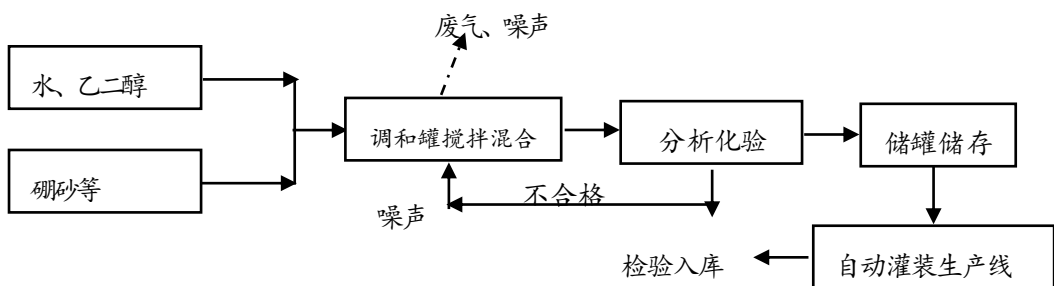 废气、噪声
水、乙二醇
调和罐搅拌混合
分析化验
储罐储存
硼砂等
不合格
噪声
检验入库
自动灌装生产线